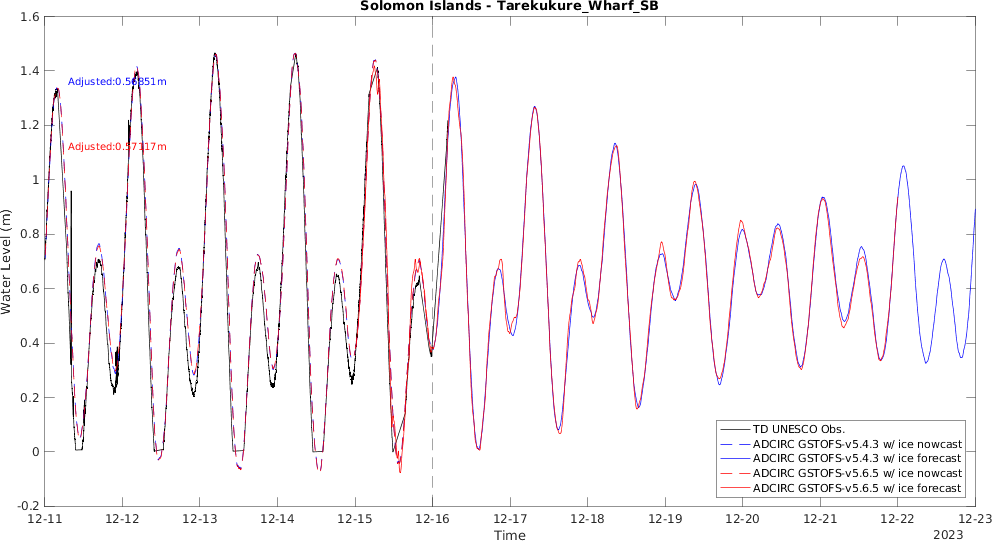 Solomon Islands - Tarekukure_Wharf_SB
1.6
1.4
1.2
1
0.8
0.6
0.4
0.2
0
-0.2
Water Level (m)
Adjusted:0.56851m
Adjusted:0.57117m
TD UNESCO Obs.
ADCIRC GSTOFS-v5.4.3 w/ ice nowcast
ADCIRC GSTOFS-v5.4.3 w/ ice forecast
ADCIRC GSTOFS-v5.6.5 w/ ice nowcast
ADCIRC GSTOFS-v5.6.5 w/ ice forecast
12-11 12-12 12-13 12-14 12-15 12-16 12-17 12-18 12-19 12-20 12-21 12-22 12-23
Time
2023